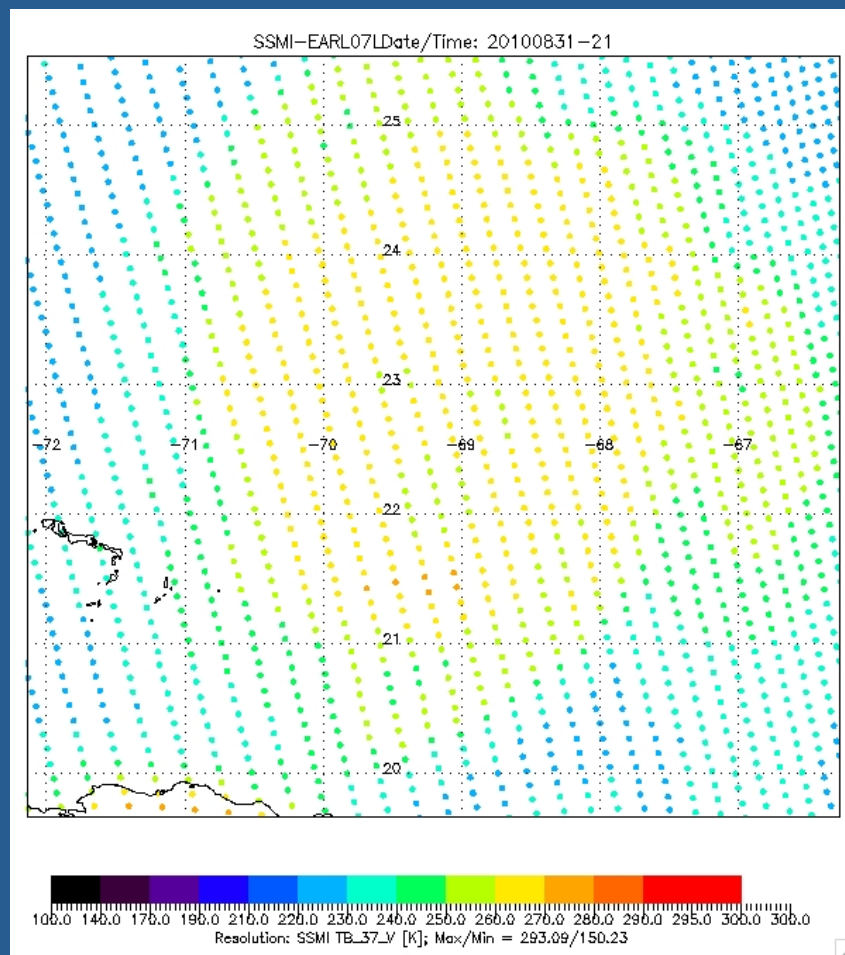 SSMI-EARL07LDate/Time: 20100831-21
25
24
23
-72 -71 -70 -69 -68 -67
22
21
20
100.0 140.0 170.0 190.0 210.0 220.0 230.0 240.0 250.0 260.0 270.0 280.0 290.0 295.0 300.0 300.0
Resolution: SSMI TB_37_V [K]; Max/Min = 293.09/150.23